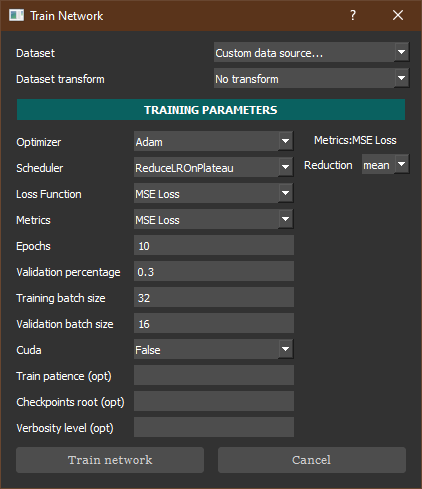 Train Network
Dataset Custom data source...
Dataset transform No transform
TRAINING PARAMETERS
Optimizer Adam Metrics:MSE Loss
Scheduler ReduceLROnPlateau Reduction mean
Loss Function MSE Loss
Metrics MSE Loss
Epochs 10
Validation percentage 0.3
Training batch size 32
Validation batch size 16
Cuda False
Train patience (opt)
Checkpoints root (opt)
Verbosity level (opt)
Train network Cancel